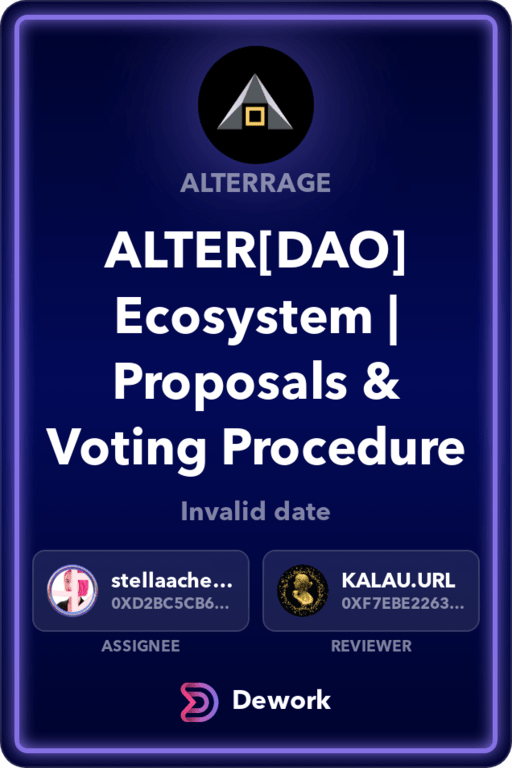 ALTERRAGE
ALTER[DAO]
Ecosystem |
Proposals &
Voting Procedure
Invalid date
stellaache...
0XD2BC5CB6...
ASSIGNEE
KALAU.URL
0XF7EBE2263...
REVIEWER
Dework